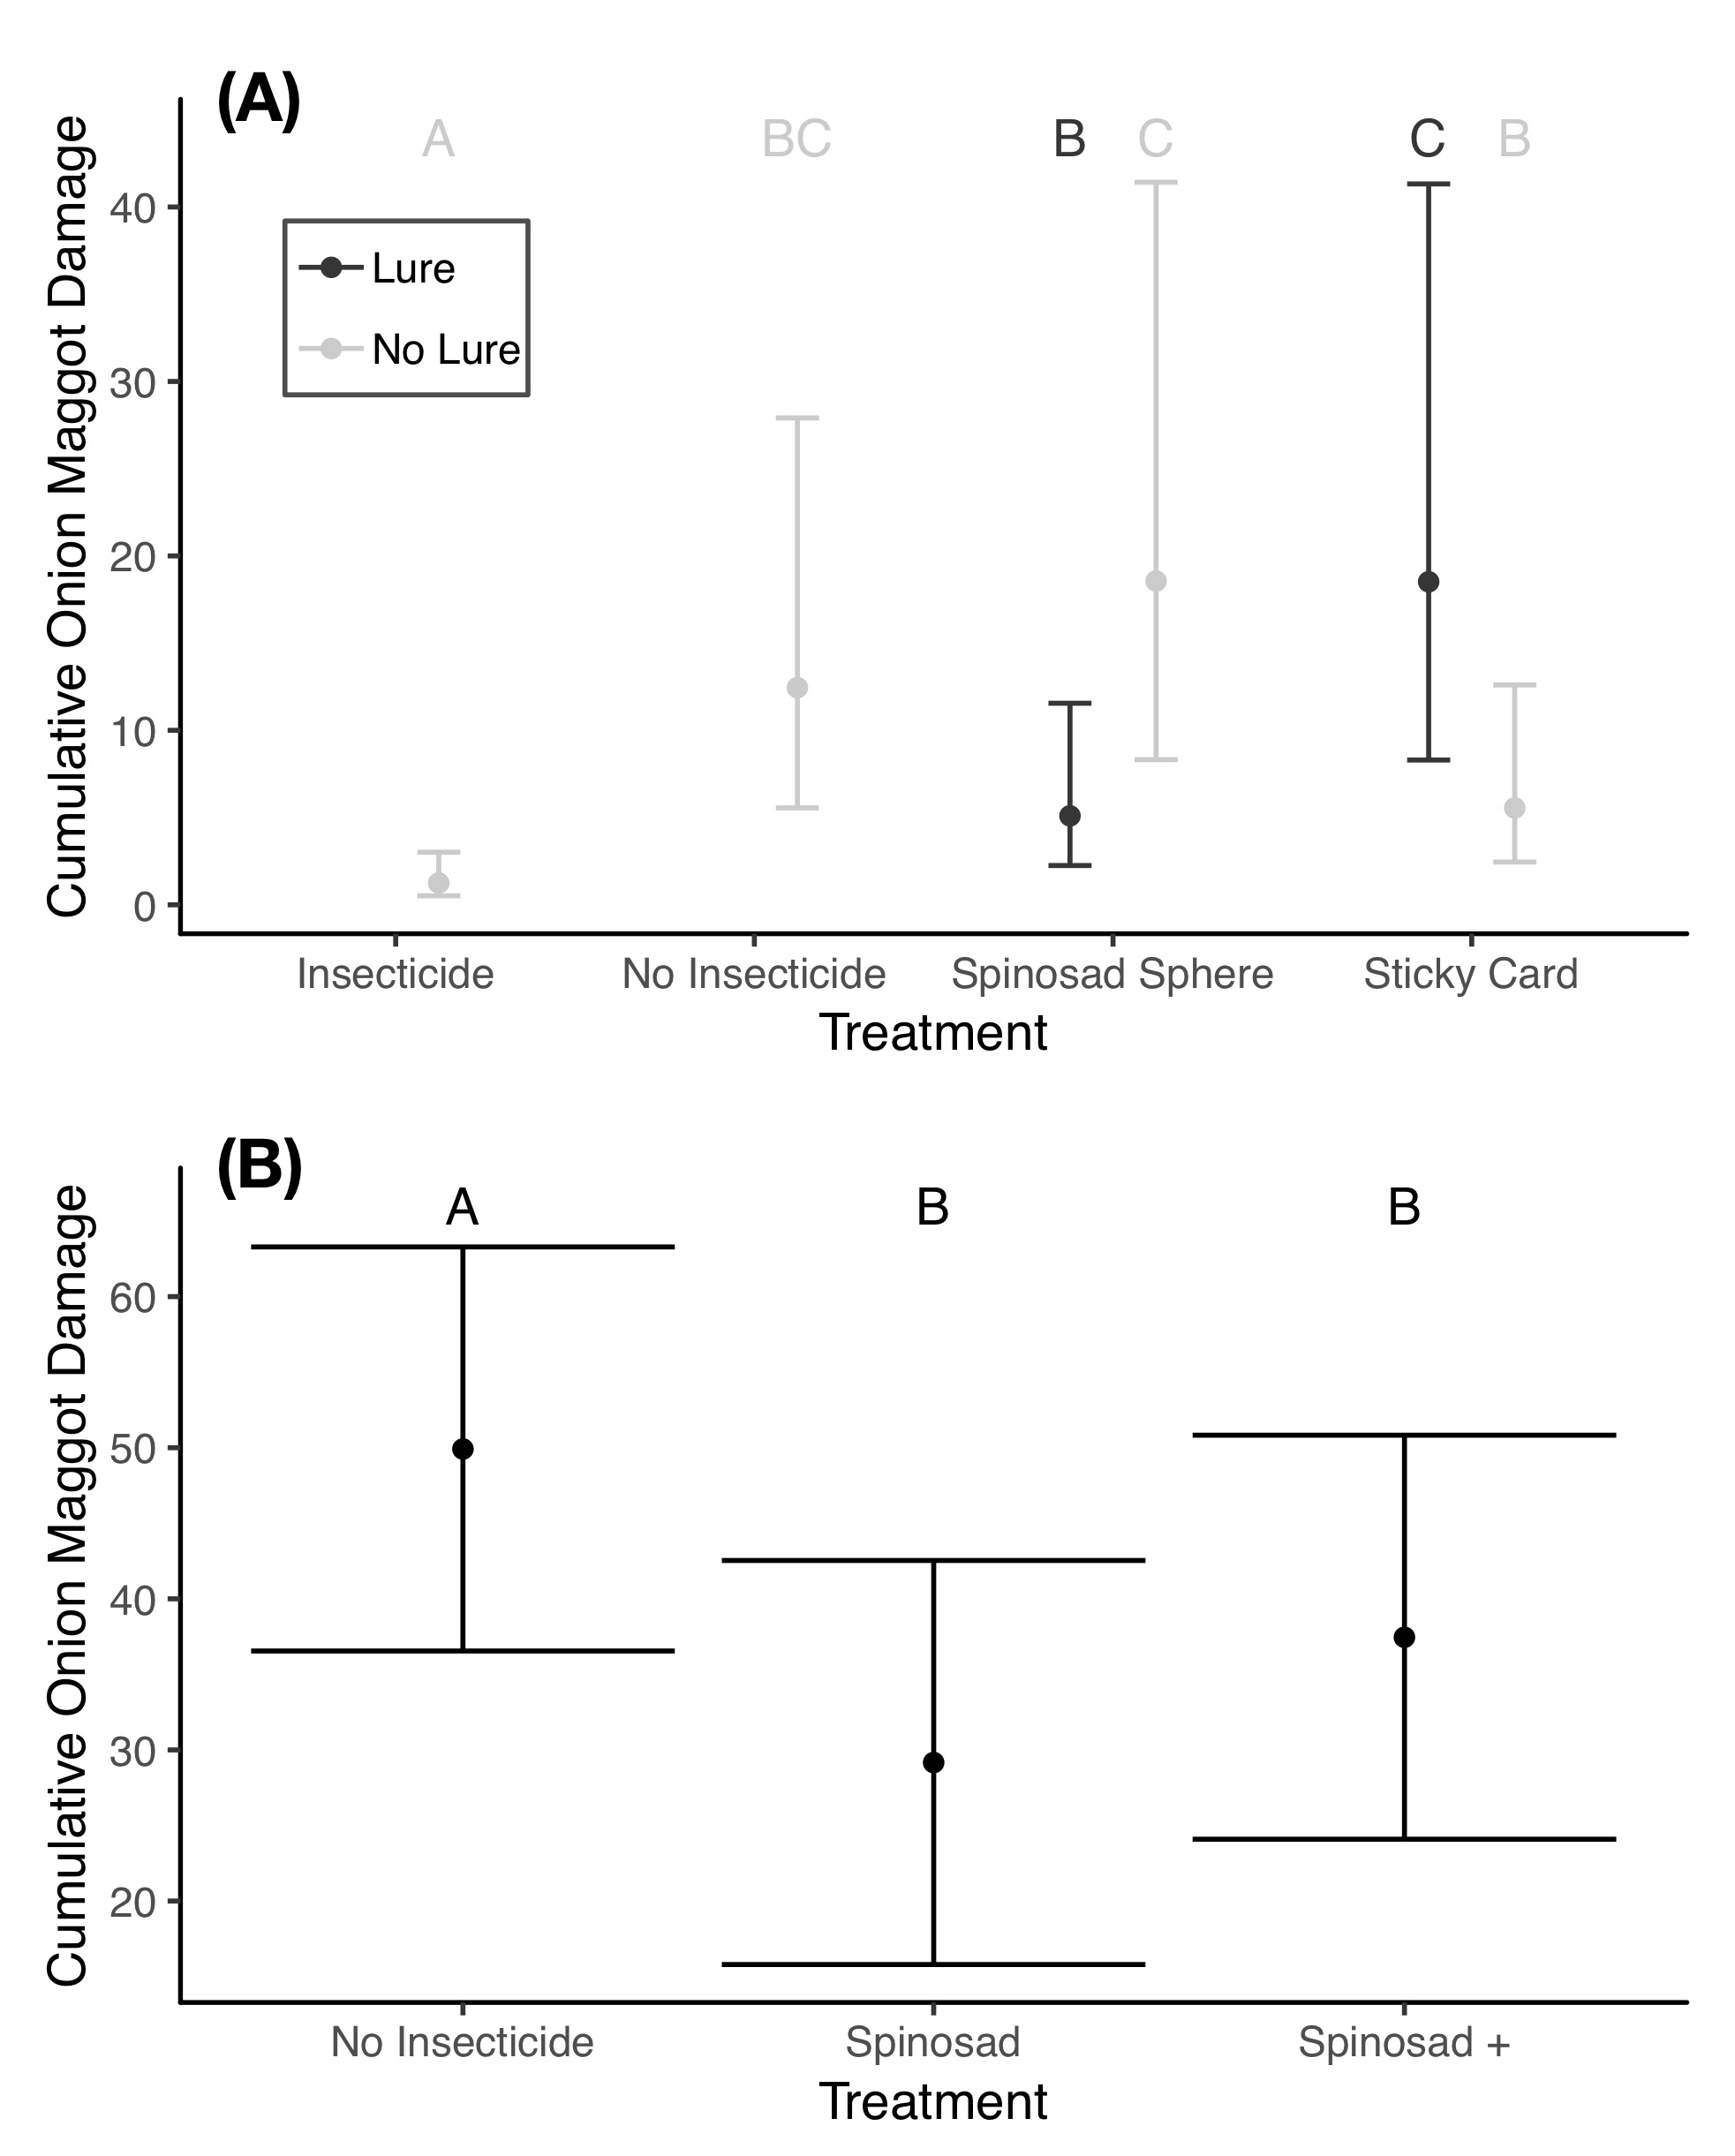 (A)
A BC B C C B
Cumulative Onion Maggot Damage
40
30
20
10
0
Lure
No Lure
Insecticide No Insecticide Spinosad Sphere Sticky Card
Treatment
(B)
A B B
Cumulative Onion Maggot Damage
60
50
40
30
20
No Insecticide Spinosad Spinosad +
Treatment